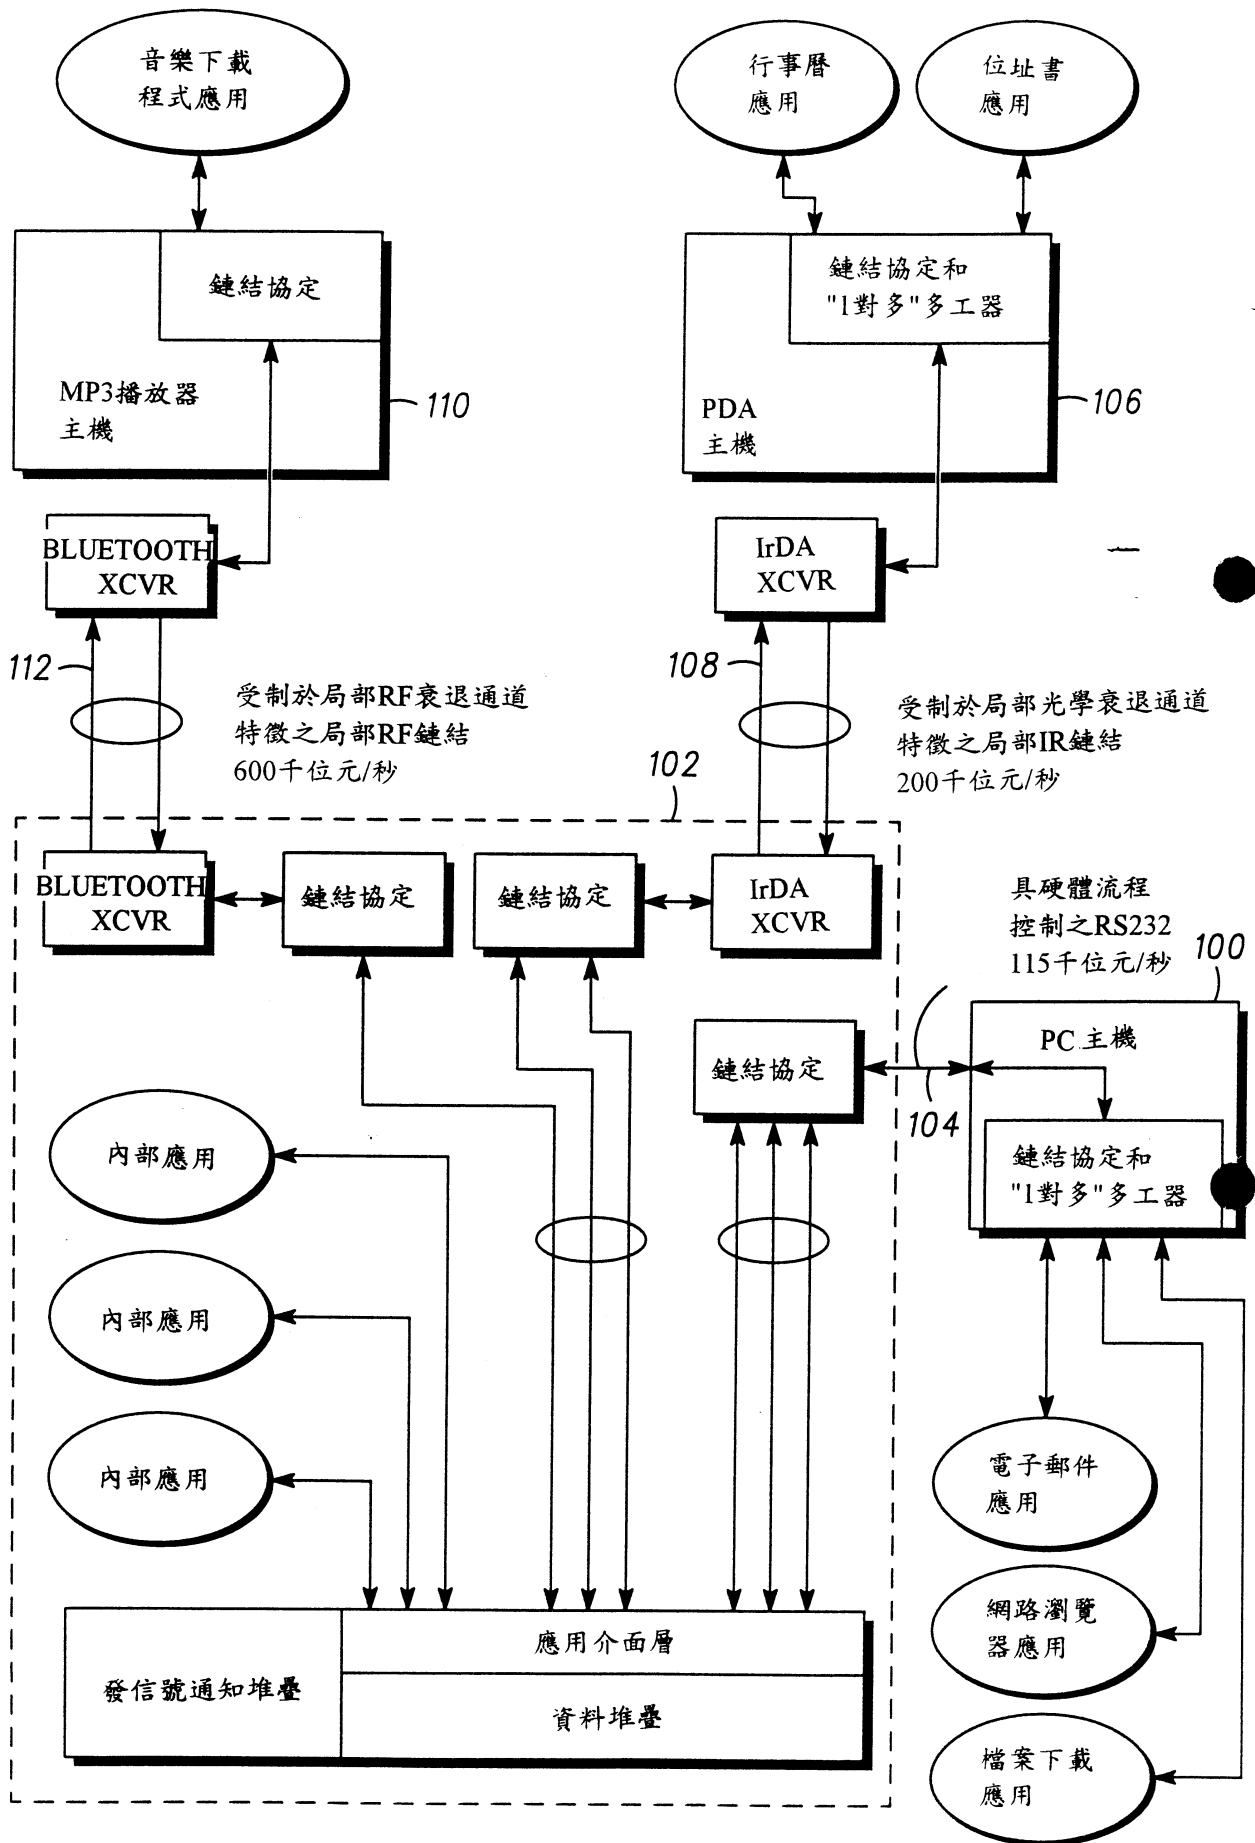 音樂下載
程式應用
行事曆
應用
位址書
應用
鏈結協定
MP3播放器
主機
110
鏈結協定和
"1對多"多工器
PDA
主機
106
BLUETOOTH
XCVR
IrDA
XCVR
112
受制於局部RF衰退通道
特徵之局部RF鏈結
600千位元/秒
108
受制於局部光學衰退通道
特徵之局部IR鏈結
200千位元/秒
102
BLUETOOTH
XCVR
鏈結協定
鏈結協定
IrDA
XCVR
具硬體流程
控制之RS232
115千位元/秒
100
鏈結協定
104
PC 主機
鏈結協定和
"1對多"多工器
內部應用
內部應用
內部應用
電子郵件
應用
網路瀏覽
器應用
檔案下載
應用
發信號通知堆疊
應用介面層
資料堆疊